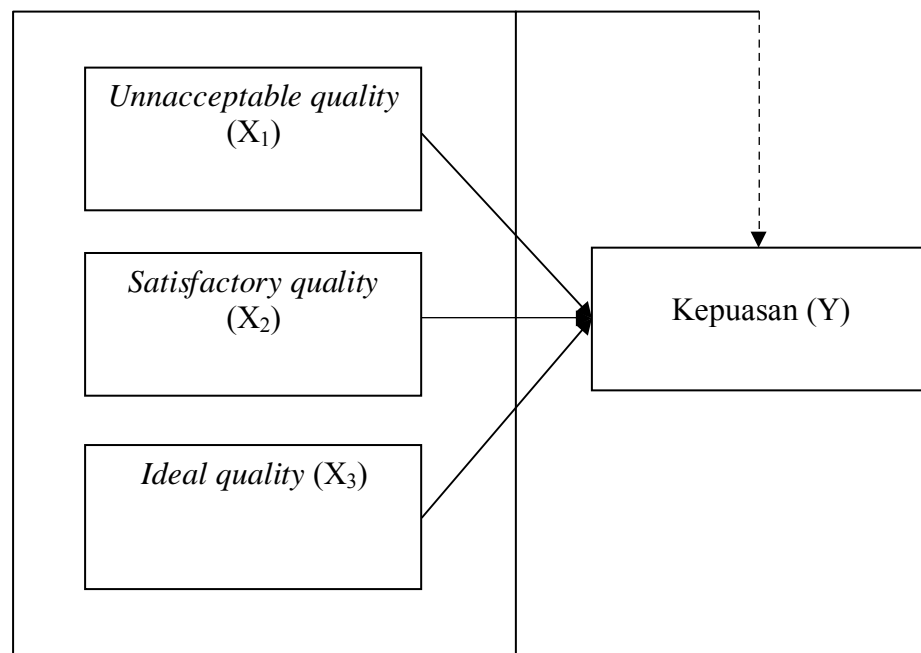 Unnacceptable quality
(X₁)
Satisfactory quality
(X₂)
Kepuasan (Y)
Ideal quality (X₃)